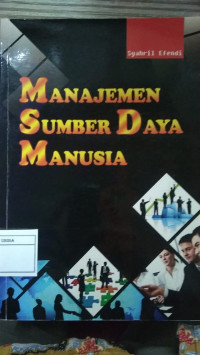 Syahril Efendi
MANAJEMEN
SUMBER DAYA
MANUSIA